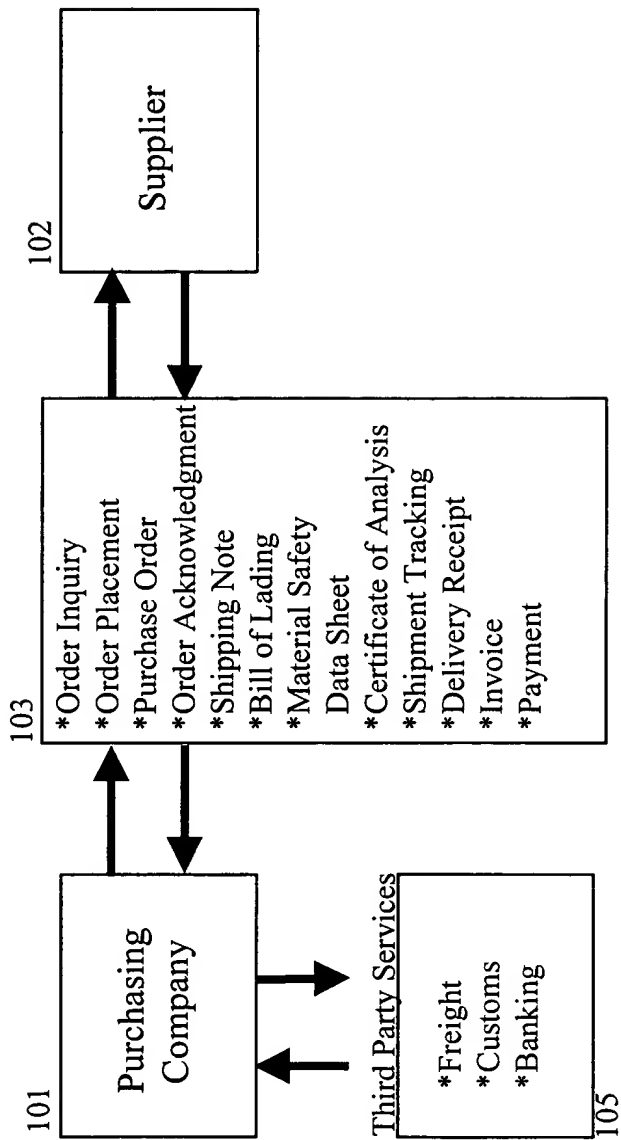 101
Purchasing
Company
Third Party Services
*Freight
*Customs
*Banking
105
103
*Order Inquiry
*Order Placement
*Purchase Order
*Order Acknowledgment
*Shipping Note
*Bill of Lading
*Material Safety
Data Sheet
*Certificate of Analysis
*Shipment Tracking
*Delivery Receipt
*Invoice
*Payment
102
Supplier